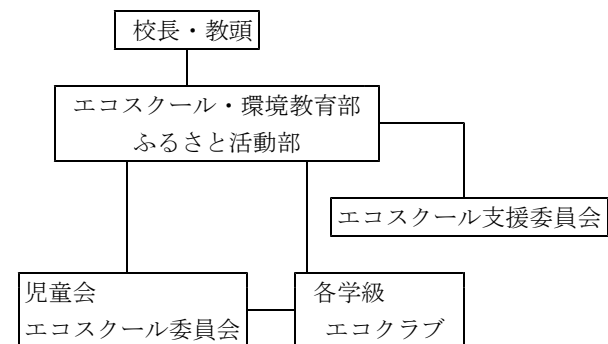 校長・教頭
エコスクール・環境教育部
ふるさと活動部
エコスクール支援委員会
児童会
エコスクール委員会
各学級
エコクラブ